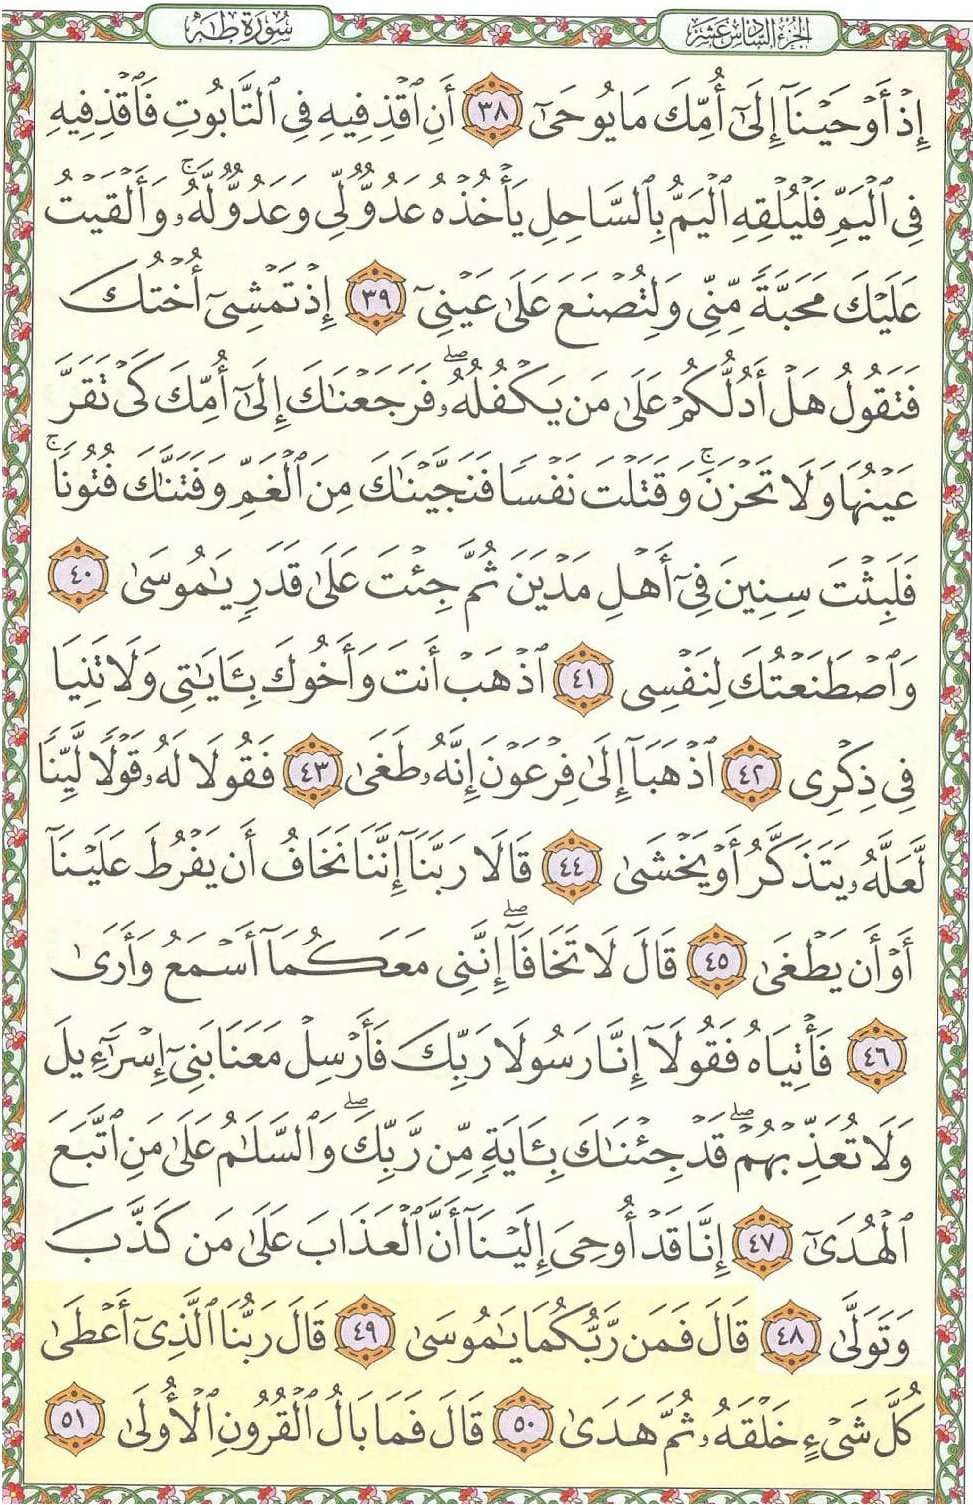 سُورَةُ طه
الجُزْءُ السَّادِسَ عَشَرَ
إِذْ أَوْحَيْنَآ إِلَىٰٓ أُمِّكَ مَا يُوحَىٰٓ ٣٨ أَنِ ٱقْذِفِيهِ فِى ٱلتَّابُوتِ فَٱقْذِفِيهِ
فِى ٱلْيَمِّ فَلْيُلْقِهِ ٱلْيَمُّ بِٱلسَّاحِلِ يَأْخُذْهُ عَدُوٌّ لِّى وَعَدُوٌّ لَّهُۥۚ وَأَلْقَيْتُ
عَلَيْكَ مَحَبَّةً مِّنِّى وَلِتُصْنَعَ عَلَىٰ عَيْنِىٓ ٣٩ إِذْ تَمْشِىٓ أُخْتُكَ
فَتَقُولُ هَلْ أَدُلُّكُمْ عَلَىٰ مَن يَكْفُلُهُۥۖ فَرَجَعْنَٰكَ إِلَىٰٓ أُمِّكَ كَىْ تَقَرَّ
عَيْنُهَا وَلَا تَحْزَنَۚ وَقَتَلْتَ نَفْسًا فَنَجَّيْنَٰكَ مِنَ ٱلْغَمِّ وَفَتَنَّٰكَ فُتُونًاۚ
فَلَبِثْتَ سِنِينَ فِىٓ أَهْلِ مَدْيَنَ ثُمَّ جِئْتَ عَلَىٰ قَدَرٍ يَٰمُوسَىٰ ٤٠
وَٱصْطَنَعْتُكَ لِنَفْسِى ٤١ ٱذْهَبْ أَنتَ وَأَخُوكَ بِـَٔايَٰتِى وَلَا تَنِيَا
فِى ذِكْرِى ٤٢ ٱذْهَبَآ إِلَىٰ فِرْعَوْنَ إِنَّهُۥ طَغَىٰ ٤٣ فَقُولَا لَهُۥ قَوْلًا لَّيِّنًا
لَّعَلَّهُۥ يَتَذَكَّرُ أَوْ يَخْشَىٰ ٤٤ قَالَا رَبَّنَآ إِنَّنَا نَخَافُ أَن يَفْرُطَ عَلَيْنَآ
أَوْ أَن يَطْغَىٰ ٤٥ قَالَ لَا تَخَافَآۖ إِنَّنِى مَعَكُمَآ أَسْمَعُ وَأَرَىٰ
٤٦ فَأْتِيَاهُ فَقُولَآ إِنَّا رَسُولَا رَبِّكَ فَأَرْسِلْ مَعَنَا بَنِىٓ إِسْرَٰٓءِيلَ
وَلَا تُعَذِّبْهُمْۖ قَدْ جِئْنَٰكَ بِـَٔايَةٍ مِّن رَّبِّكَۖ وَٱلسَّلَٰمُ عَلَىٰ مَنِ ٱتَّبَعَ
ٱلْهُدَىٰٓ ٤٧ إِنَّا قَدْ أُوحِىَ إِلَيْنَآ أَنَّ ٱلْعَذَابَ عَلَىٰ مَن كَذَّبَ
وَتَوَلَّىٰ ٤٨ قَالَ فَمَن رَّبُّكُمَا يَٰمُوسَىٰ ٤٩ قَالَ رَبُّنَا ٱلَّذِىٓ أَعْطَىٰ
كُلَّ شَىْءٍ خَلْقَهُۥ ثُمَّ هَدَىٰ ٥٠ قَالَ فَمَا بَالُ ٱلْقُرُونِ ٱلْأُولَىٰ ٥١